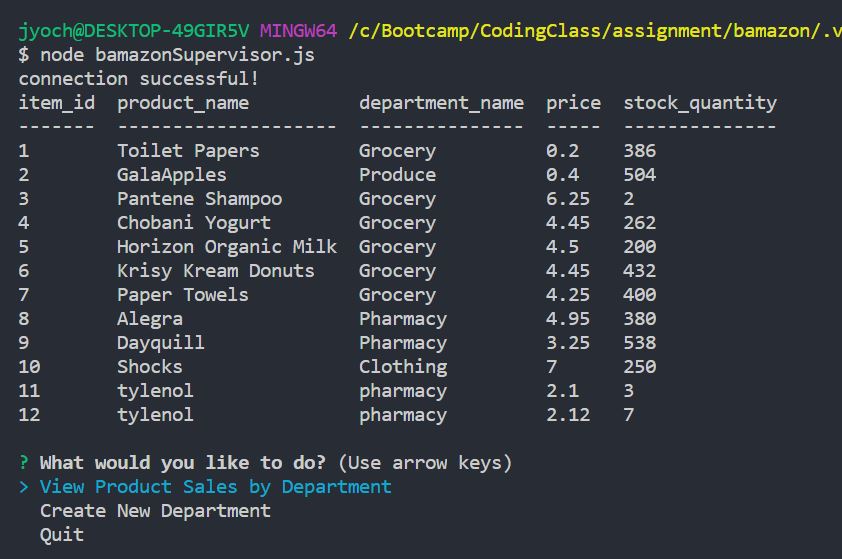 jyoch@DESKTOP-49GIR5V MINGW64 /c/Bootcamp/CodingClass/assignment/bamazon/.v
$ node bamazonSupervisor.js
connection successful!
item_id  product_name          department_name  price  stock_quantity
-------  --------------------  ---------------  -----  --------------
1        Toilet Papers         Grocery          0.2    386
2        GalaApples            Produce          0.4    504
3        Pantene Shampoo       Grocery          6.25   2
4        Chobani Yogurt        Grocery          4.45   262
5        Horizon Organic Milk  Grocery          4.5    200
6        Krisy Kream Donuts    Grocery          4.45   432
7        Paper Towels          Grocery          4.25   400
8        Alegra                Pharmacy         4.95   380
9        Dayquill              Pharmacy         3.25   538
10       Shocks                Clothing         7      250
11       tylenol               pharmacy         2.1    3
12       tylenol               pharmacy         2.12   7
? What would you like to do? (Use arrow keys)
> View Product Sales by Department
  Create New Department
  Quit